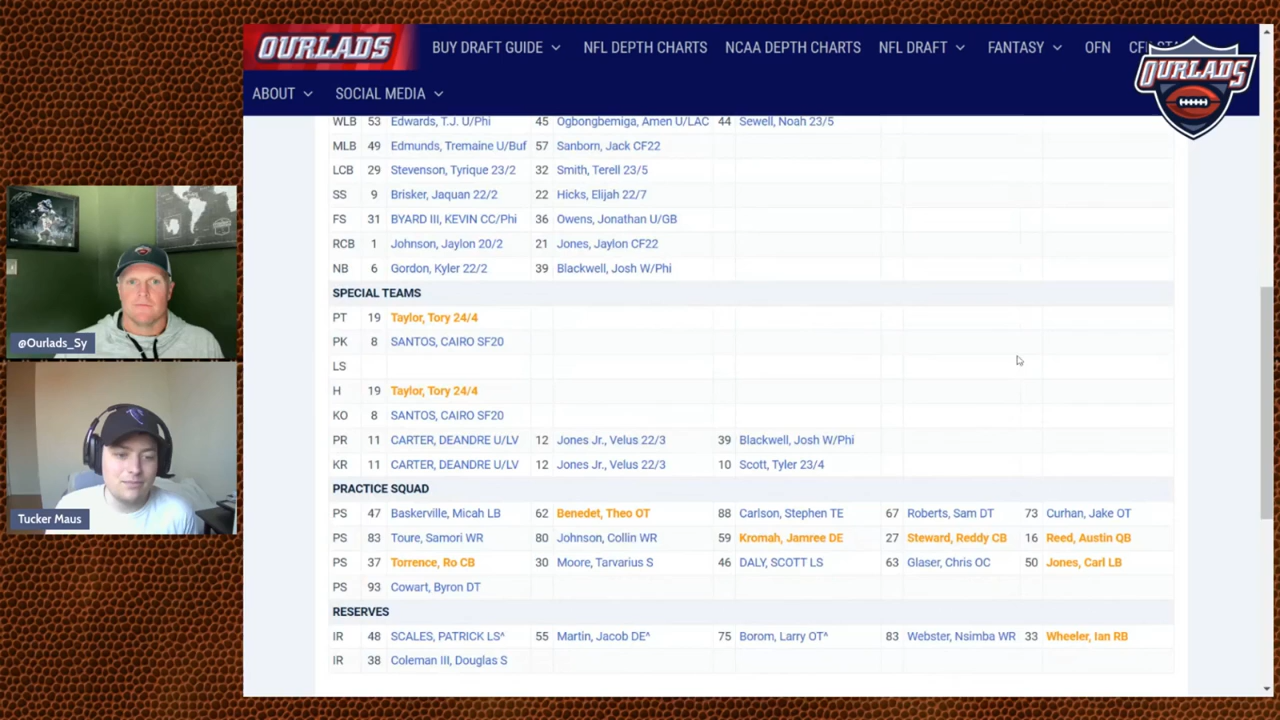 OURLADS BUY DRAFT GUIDE NFL DEPTH CHARTS NCAA DEPTH CHARTS NFL DRAFT FANTASY OFN
ABOUT SOCIAL MEDIA
OURLADS
WLB 53 Edwards, T.J. U/Phi 45 Ogbongbemiga, Amen U/LAC 44 Sewell, Noah 23/5
MLB 49 Edmunds, Tremaine U/Buf 57 Sanborn, Jack CF22
LCB 29 Stevenson, Tyrique 23/2 32 Smith, Terell 23/5
SS 9 Brisker, Jaquan 22/2 22 Hicks, Elijah 22/7
FS 31 BYARD III, KEVIN CC/Phi 36 Owens, Jonathan U/GB
RCB 1 Johnson, Jaylon 20/2 21 Jones, Jaylon CF22
NB 6 Gordon, Kyler 22/2 39 Blackwell, Josh W/Phi
SPECIAL TEAMS
PT 19 Taylor, Tory 24/4
PK 8 SANTOS, CAIRO SF20
LS
H 19 Taylor, Tory 24/4
KO 8 SANTOS, CAIRO SF20
PR 11 CARTER, DEANDRE U/LV 12 Jones Jr., Velus 22/3 39 Blackwell, Josh W/Phi
KR 11 CARTER, DEANDRE U/LV 12 Jones Jr., Velus 22/3 10 Scott, Tyler 23/4
PRACTICE SQUAD
PS 47 Baskerville, Micah LB 62 Benedet, Theo OT 88 Carlson, Stephen TE 67 Roberts, Sam DT 73 Curhan, Jake OT
PS 83 Toure, Samori WR 80 Johnson, Collin WR 59 Kromah, Jamree DE 27 Steward, Reddy CB 16 Reed, Austin QB
PS 37 Torrence, Ro CB 30 Moore, Tarvarius S 46 DALY, SCOTT LS 63 Glaser, Chris OC 50 Jones, Carl LB
PS 93 Cowart, Byron DT
RESERVES
IR 48 SCALES, PATRICK LS^ 55 Martin, Jacob DE^ 75 Borom, Larry OT^ 83 Webster, Nsimba WR 33 Wheeler, Ian RB
IR 38 Coleman III, Douglas S
@Ourlads_Sy
Tucker Maus